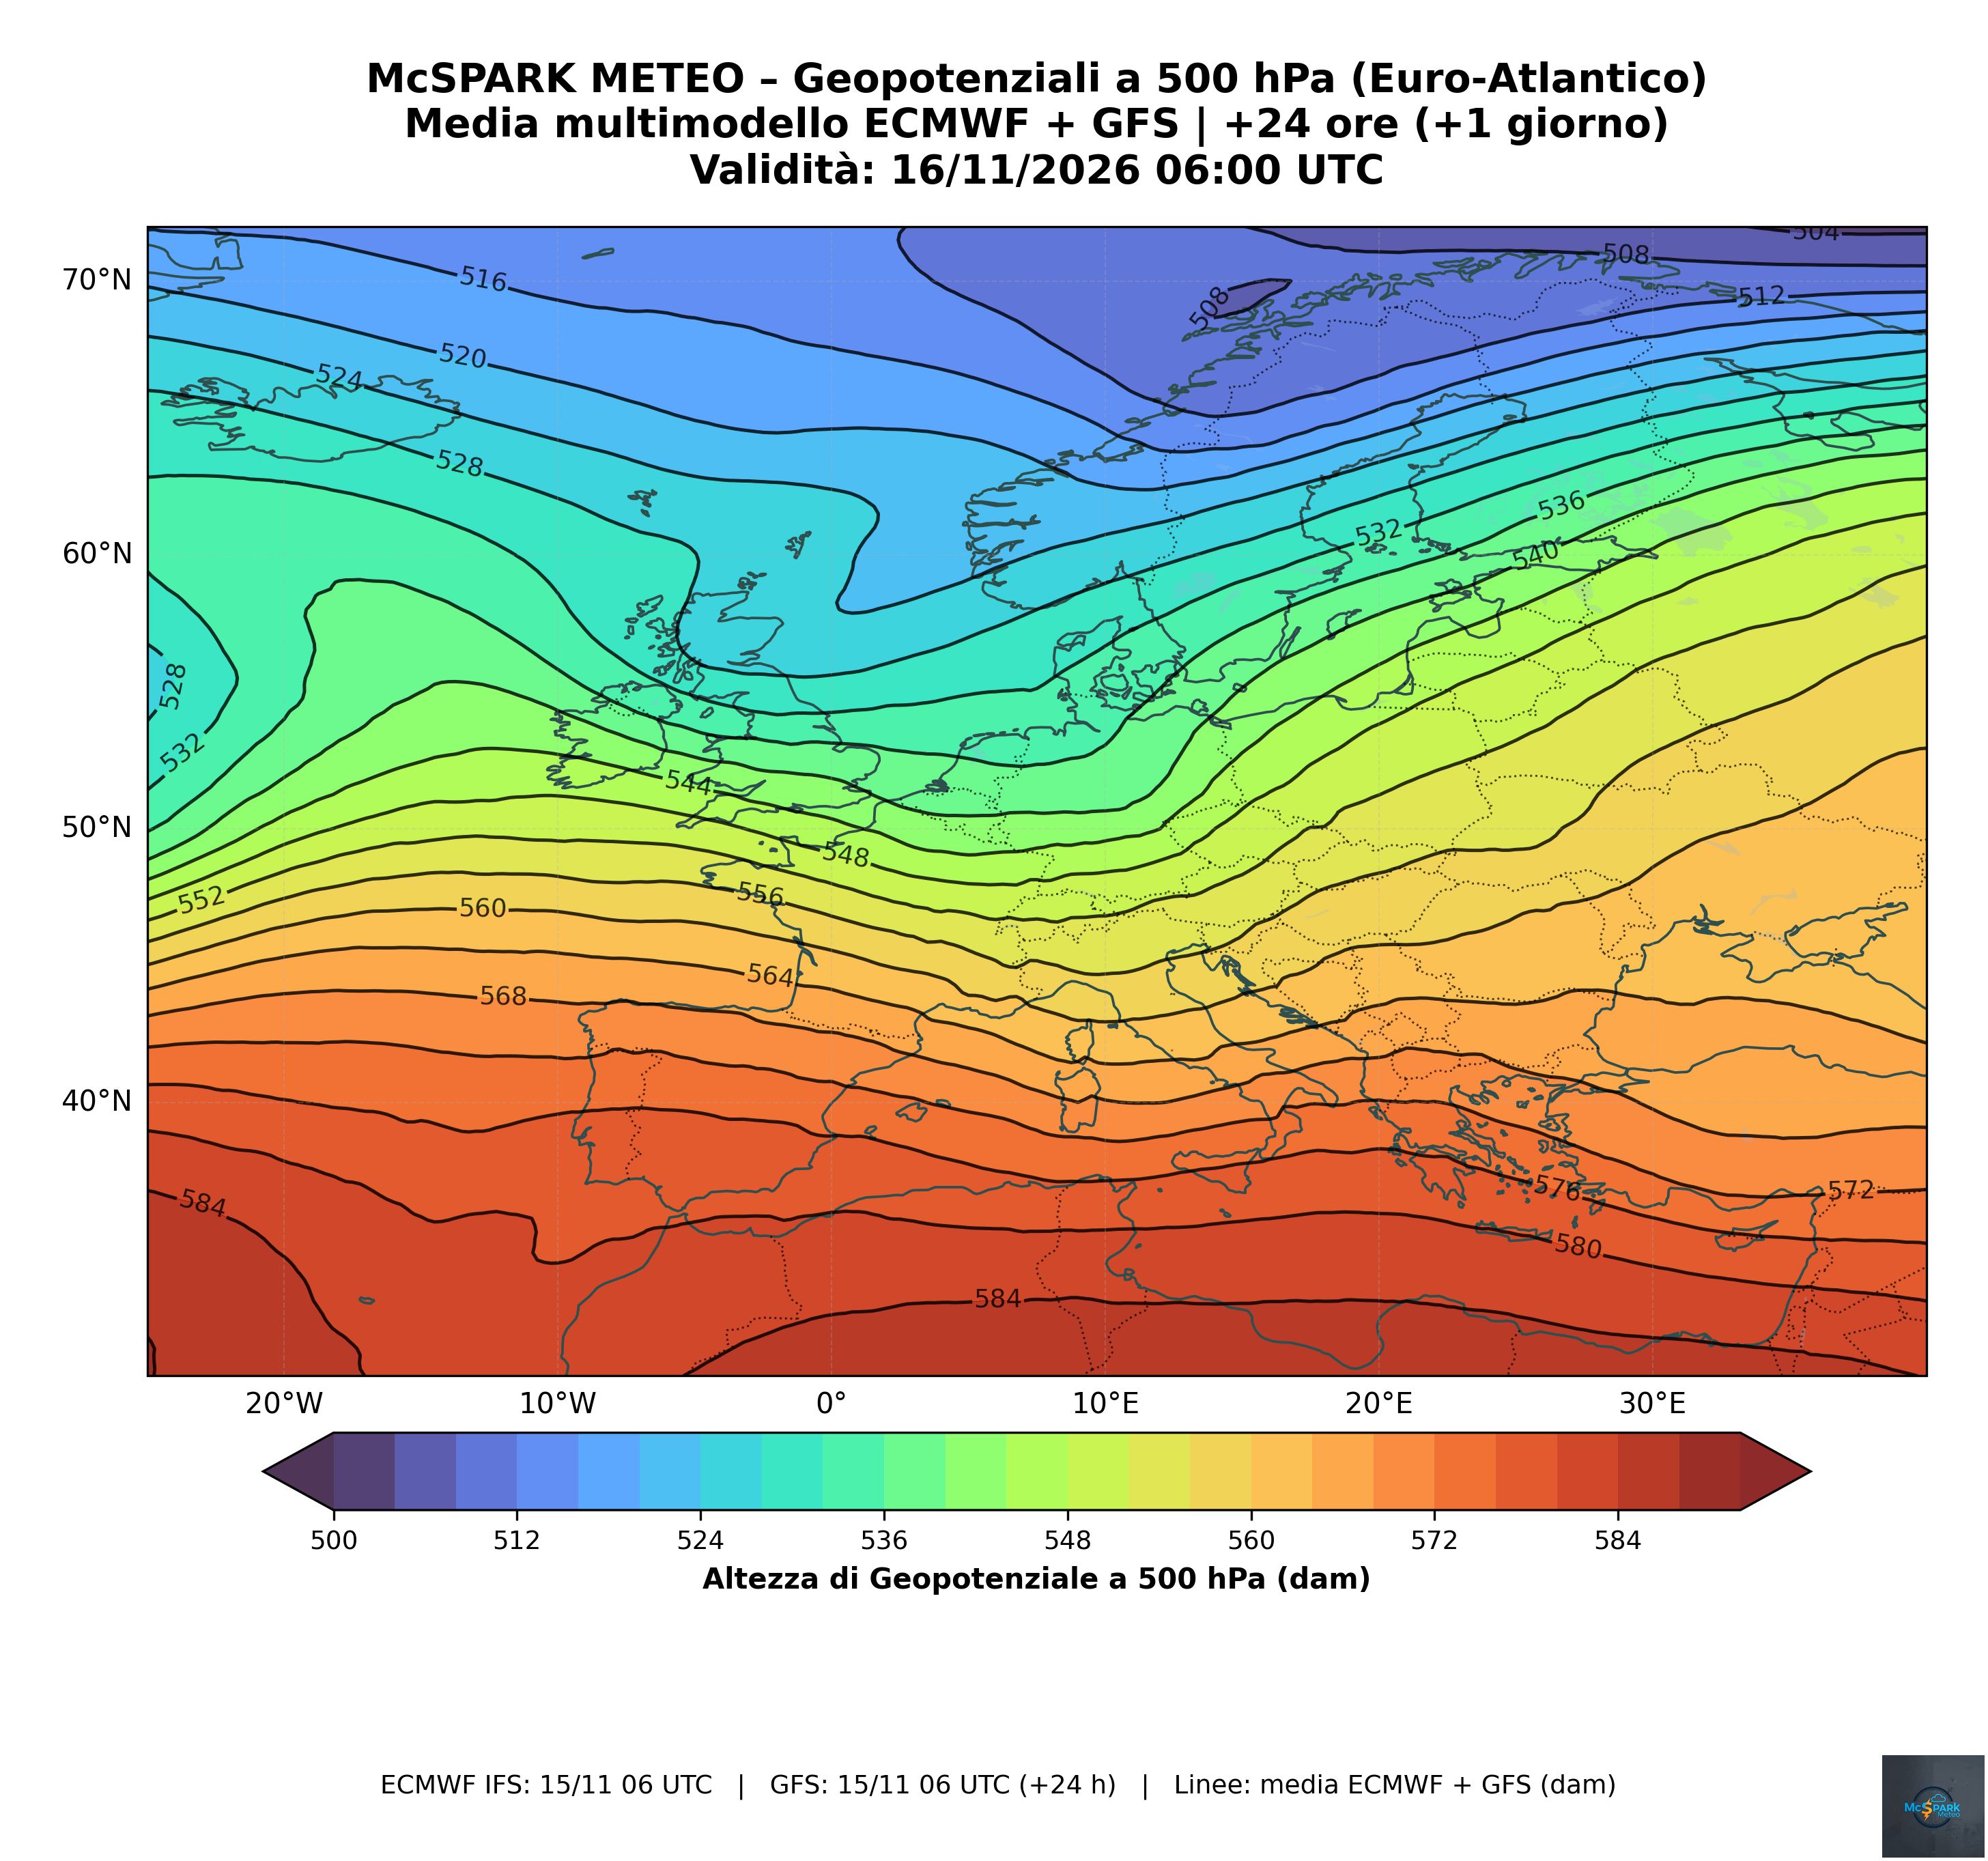 McSPARK METEO – Geopotenziali a 500 hPa (Euro-Atlantico)
Media multimodello ECMWF + GFS | +24 ore (+1 giorno)
Validità: 16/11/2026 06:00 UTC
504
508
70°N
516
512
508
520
524
528
536
532
60°N
540
528
532
544
50°N
548
556
552
560
564
568
40°N
576
572
584
580
584
20°W 10°W 0° 10°E 20°E 30°E
500 512 524 536 548 560 572 584
Altezza di Geopotenziale a 500 hPa (dam)
ECMWF IFS: 15/11 06 UTC | GFS: 15/11 06 UTC (+24 h) | Linee: media ECMWF + GFS (dam)
McSPARK
Meteo